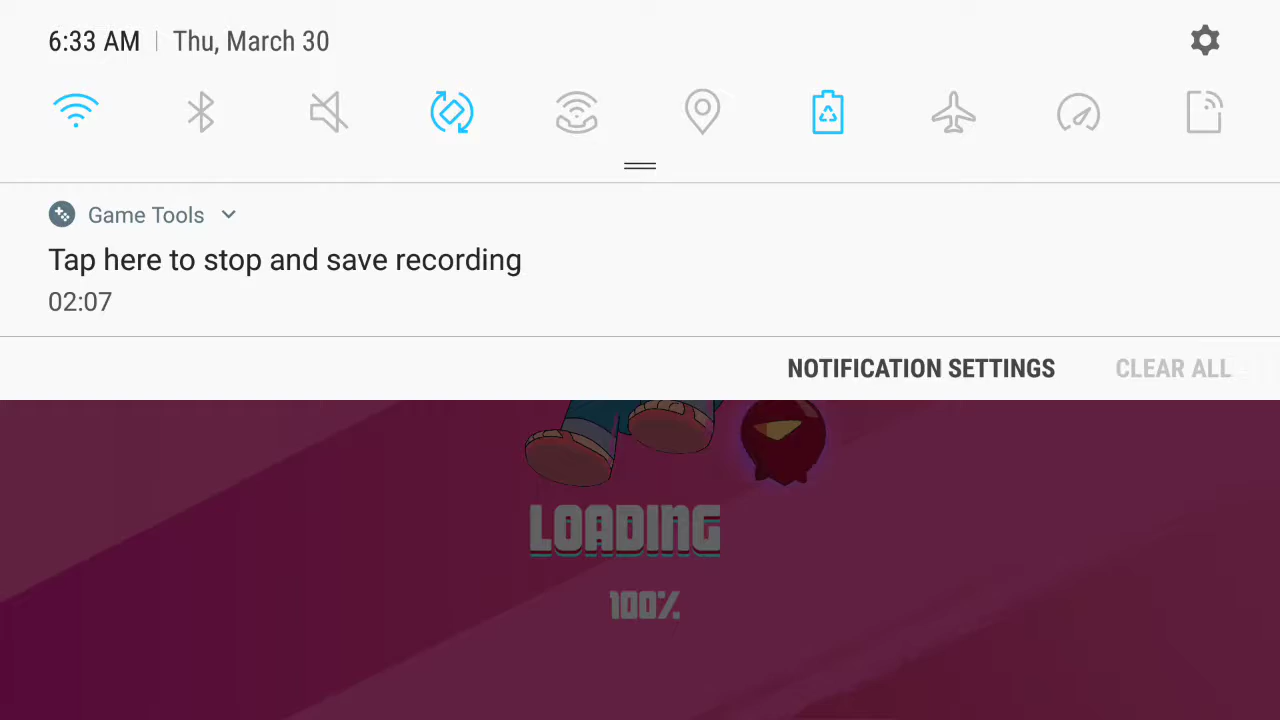 6:33 AM | Thu, March 30
Game Tools
Tap here to stop and save recording
02:07
NOTIFICATION SETTINGS CLEAR ALL
LOADING
100%